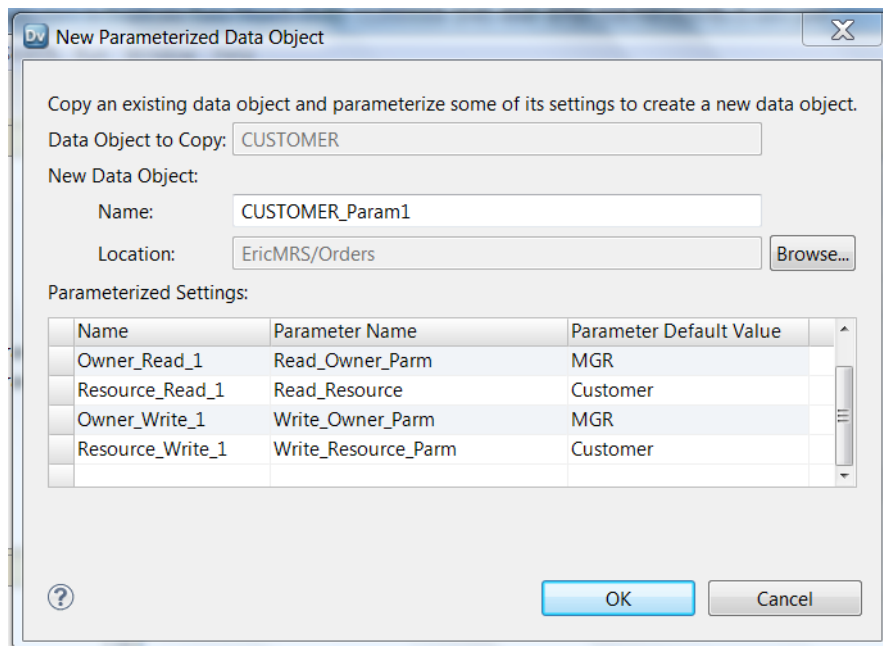 Dv New Parameterized Data Object
Copy an existing data object and parameterize some of its settings to create a new data object.
Data Object to Copy: CUSTOMER
New Data Object:
Name: CUSTOMER_Param1
Location: EricMRS/Orders Browse...
Parameterized Settings:
Name Parameter Name Parameter Default Value
Owner_Read_1 Read_Owner_Parm MGR
Resource_Read_1 Read_Resource Customer
Owner_Write_1 Write_Owner_Parm MGR
Resource_Write_1 Write_Resource_Parm Customer
? OK Cancel